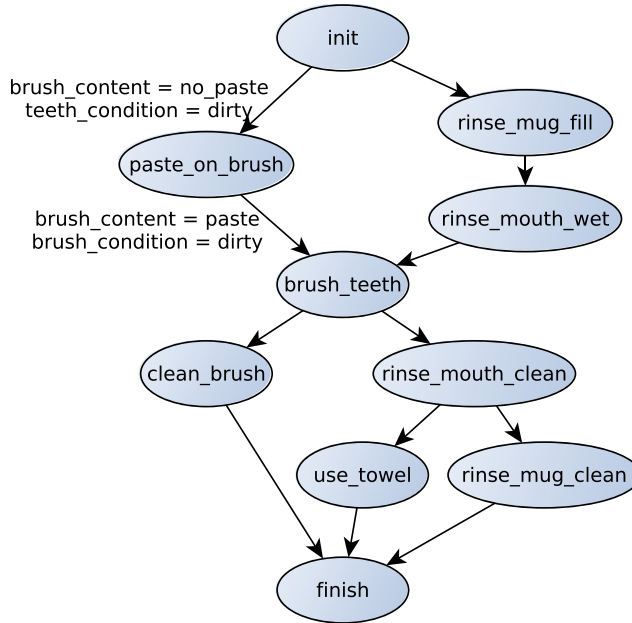 init
brush_content = no_paste
teeth_condition = dirty
rinse_mug_fill
paste_on_brush
brush_content = paste
brush_condition = dirty
rinse_mouth_wet
brush_teeth
clean_brush
rinse_mouth_clean
use_towel
rinse_mug_clean
finish